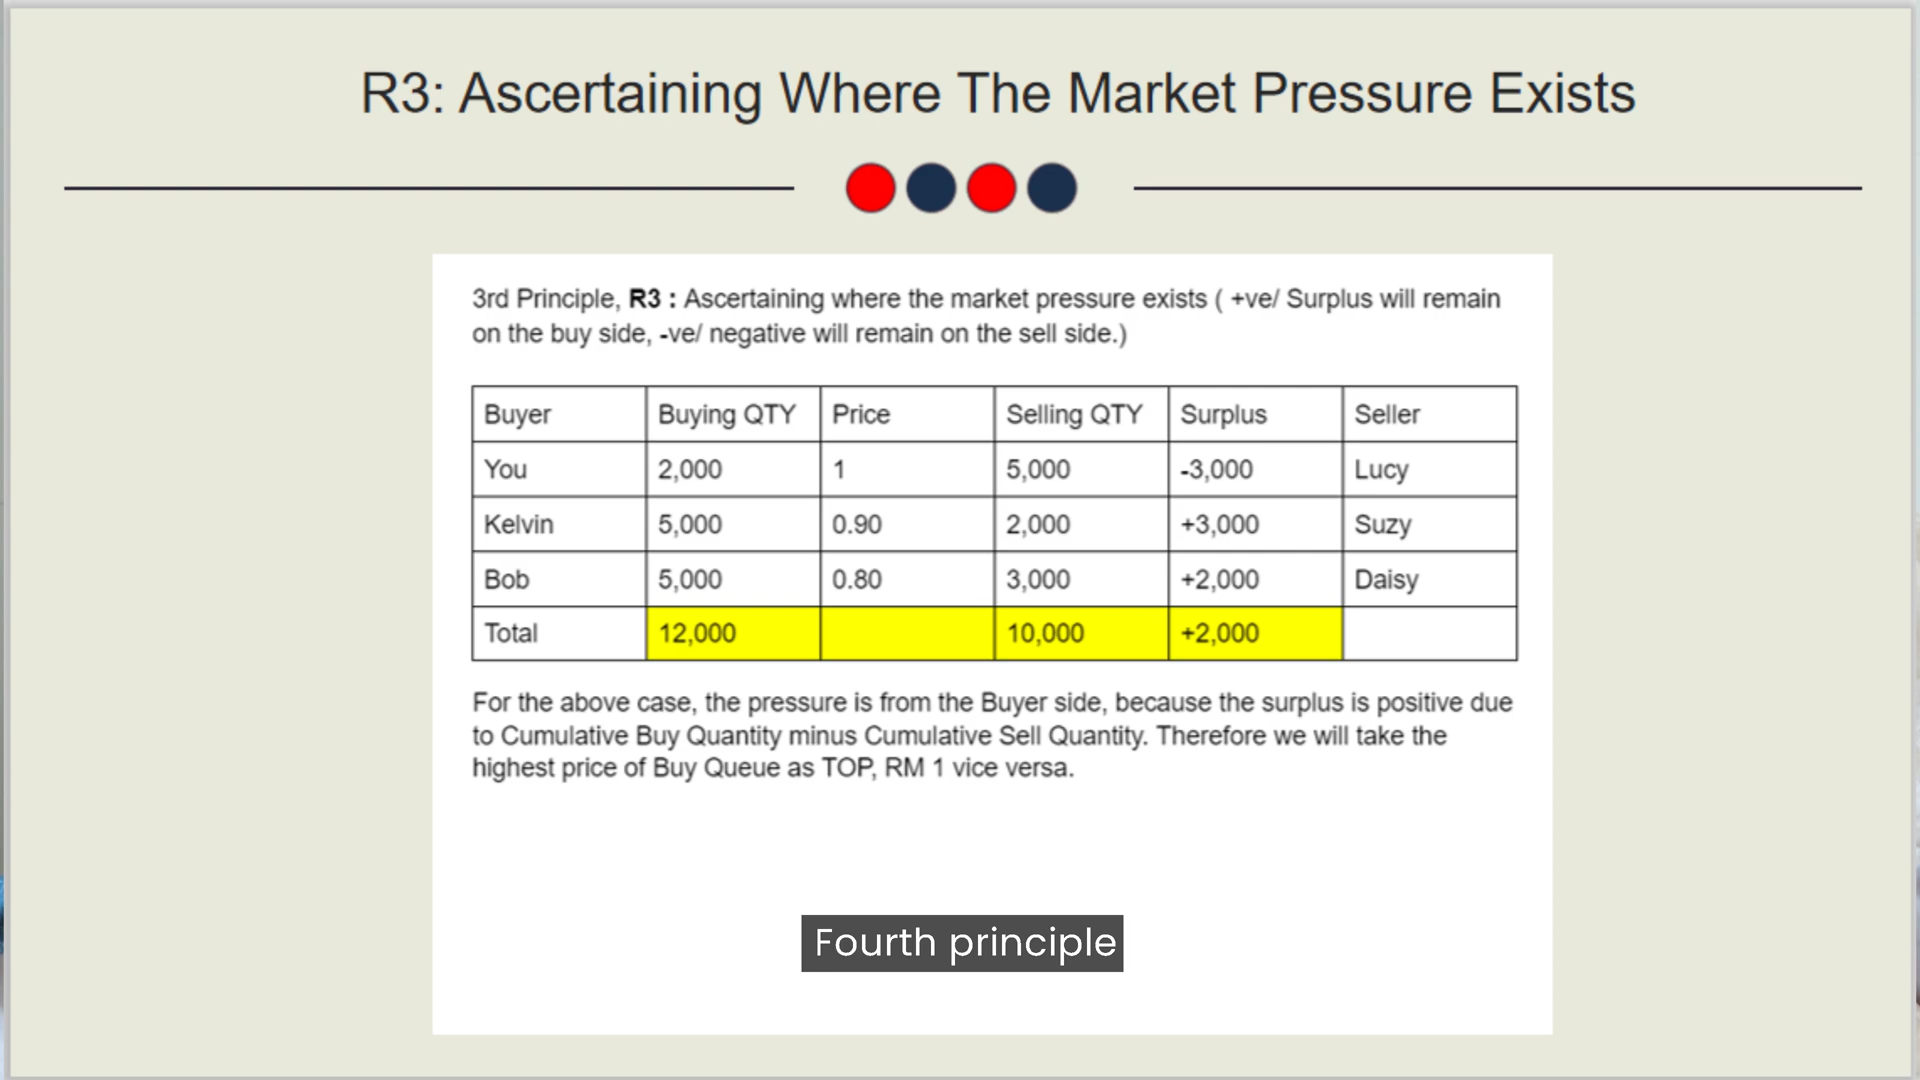 R3: Ascertaining Where The Market Pressure Exists
3rd Principle, R3 : Ascertaining where the market pressure exists ( +ve/ Surplus will remain
on the buy side, -ve/ negative will remain on the sell side.)
Buyer Buying QTY Price Selling QTY Surplus Seller
You 2,000 1 5,000 -3,000 Lucy
Kelvin 5,000 0.90 2,000 +3,000 Suzy
Bob 5,000 0.80 3,000 +2,000 Daisy
Total 12,000 10,000 +2,000
For the above case, the pressure is from the Buyer side, because the surplus is positive due
to Cumulative Buy Quantity minus Cumulative Sell Quantity. Therefore we will take the
highest price of Buy Queue as TOP, RM 1 vice versa.
Fourth principle